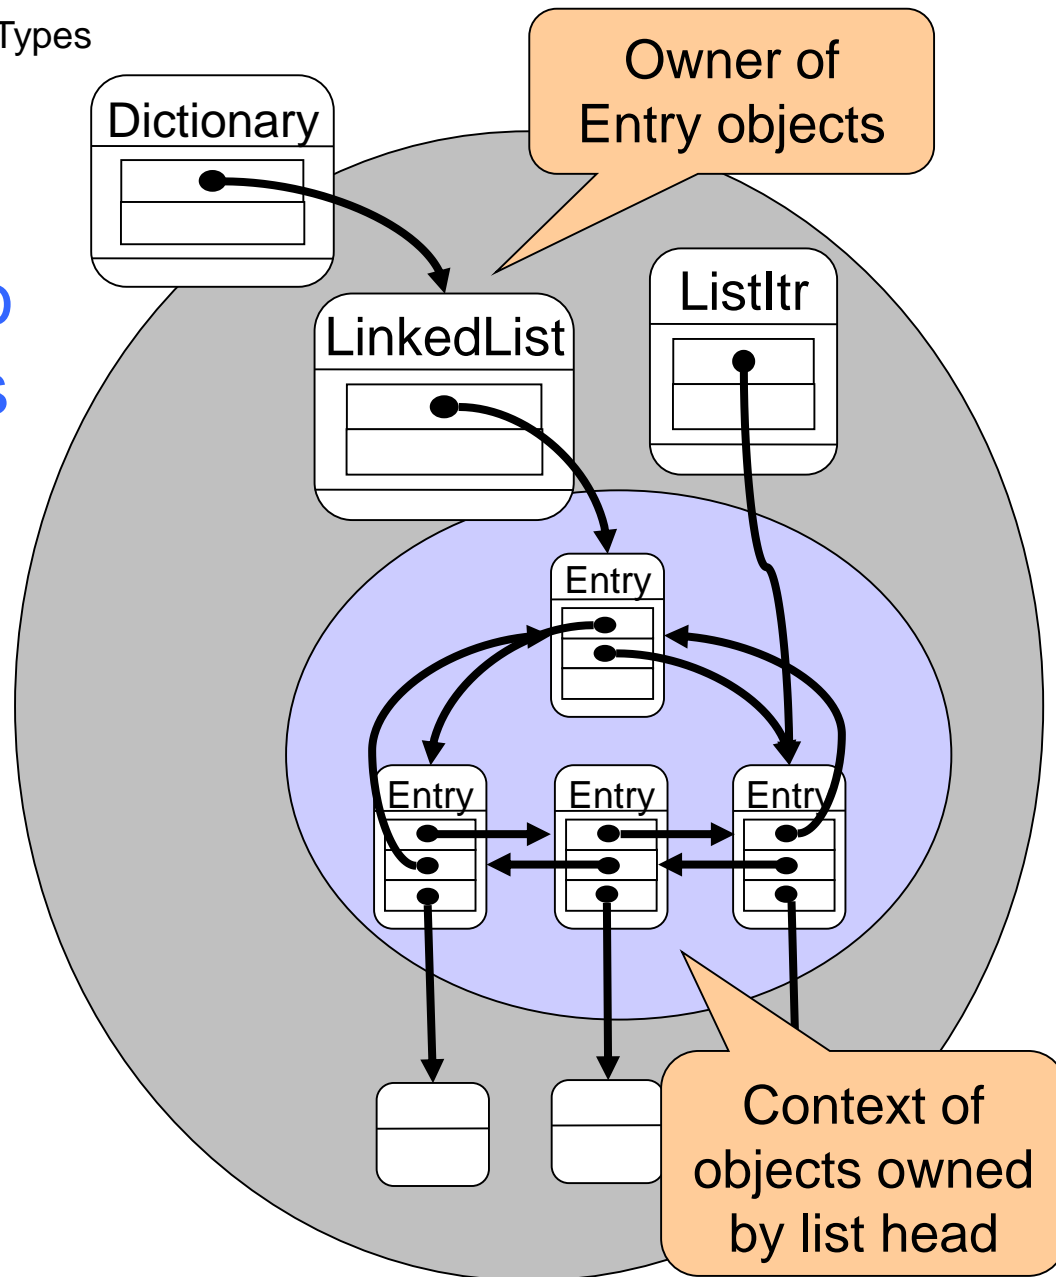 Types
Owner of
Entry objects
Dictionary
ListItr
LinkedList
Entry
Entry
Entry
Entry
Context of
objects owned
by list head